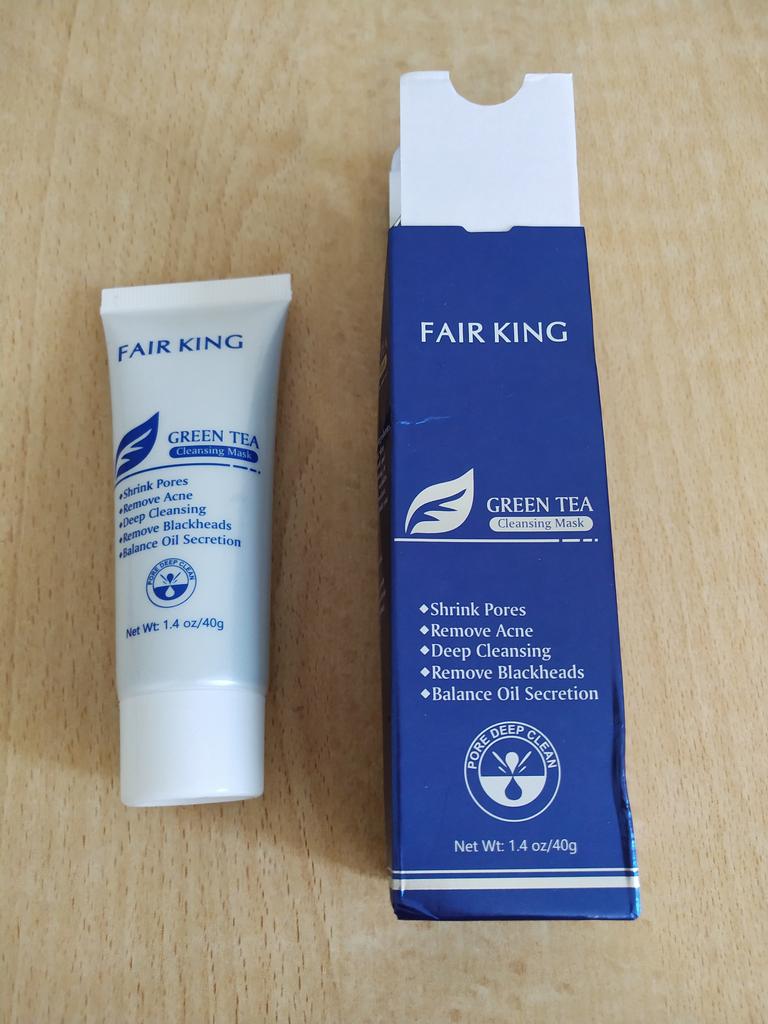 FAIR KING
GREEN TEA
Cleansing Mask
◆Shrink Pores
◆Remove Acne
◆Deep Cleansing
◆Remove Blackheads
◆Balance Oil Secretion
PORE DEEP CLEAN
Net Wt: 1.4 oz/40g
FAIR KING
GREEN TEA
Cleansing Mask
◆Shrink Pores
◆Remove Acne
◆Deep Cleansing
◆Remove Blackheads
◆Balance Oil Secretion
PORE DEEP CLEAN
Net Wt: 1.4 oz/40g